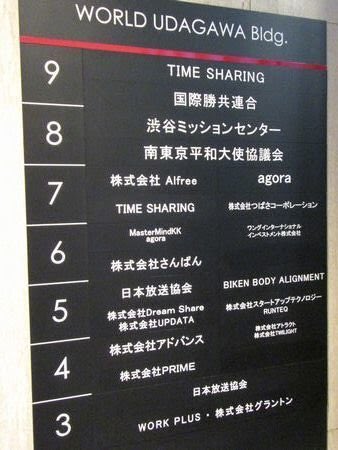 WORLD UDAGAWA Bldg.
9
TIME SHARING
国際勝共連合
8
渋谷ミッションセンター
南東京平和大使協議会
7
株式会社 Alfree
agora
TIME SHARING
株式会社つばさコーポレーション
6
MasterMindKK
agora
ワンダインターナショナル
インベストメント株式会社
株式会社さんぱん
5
日本放送協会
BIKEN BODY ALIGNMENT
株式会社Dream Share
株式会社UPDATA
株式会社スタートアップテクノロジー
RUNTEQ
4
株式会社アドバンス
株式会社アトラクト
株式会社TWILIGHT
株式会社PRIME
3
日本放送協会
WORK PLUS・株式会社グラントン